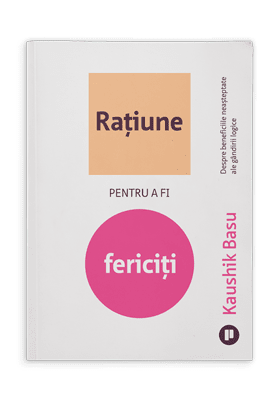 Rațiune
PENTRU A FI
fericiți
Despre beneficiile neașteptate
ale gândirii logice
Kaushik Basu